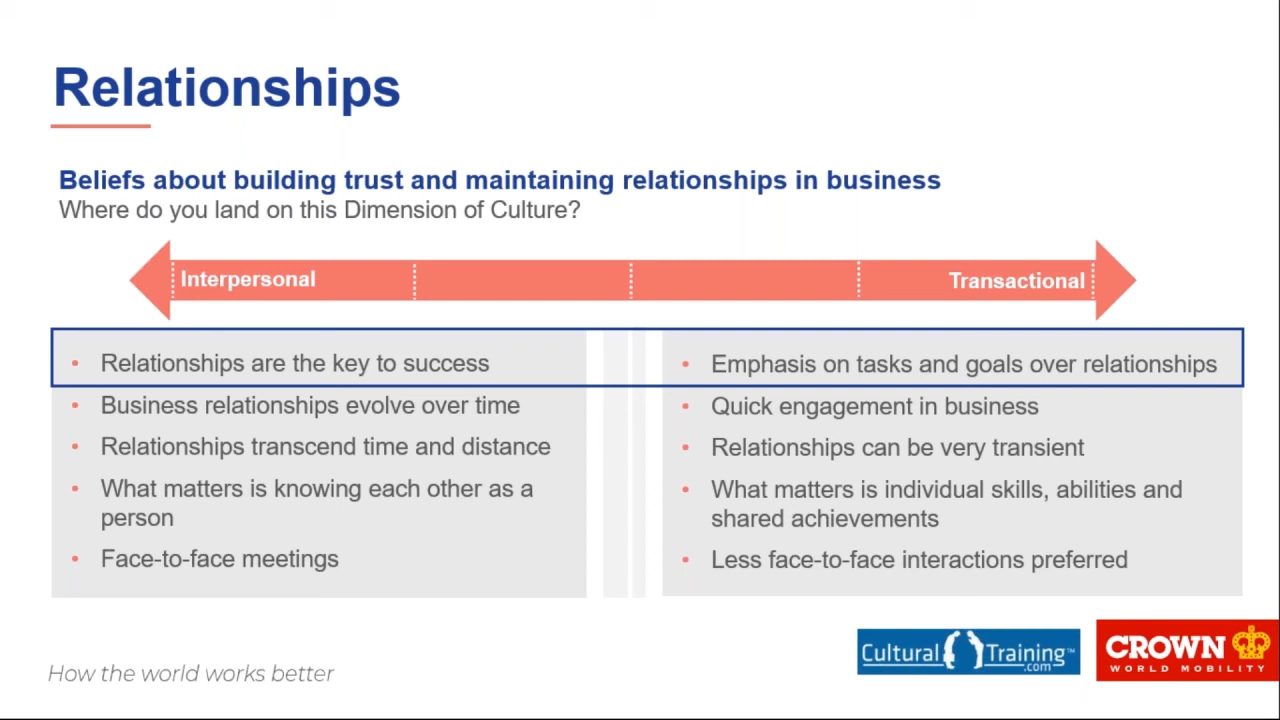 Relationships
Beliefs about building trust and maintaining relationships in business
Where do you land on this Dimension of Culture?
Interpersonal
Transactional
• Relationships are the key to success
• Business relationships evolve over time
• Relationships transcend time and distance
• What matters is knowing each other as a
person
• Face-to-face meetings
• Emphasis on tasks and goals over relationships
• Quick engagement in business
• Relationships can be very transient
• What matters is individual skills, abilities and
shared achievements
• Less face-to-face interactions preferred
How the world works better
Cultural Training™
.com
CROWN
WORLD MOBILITY